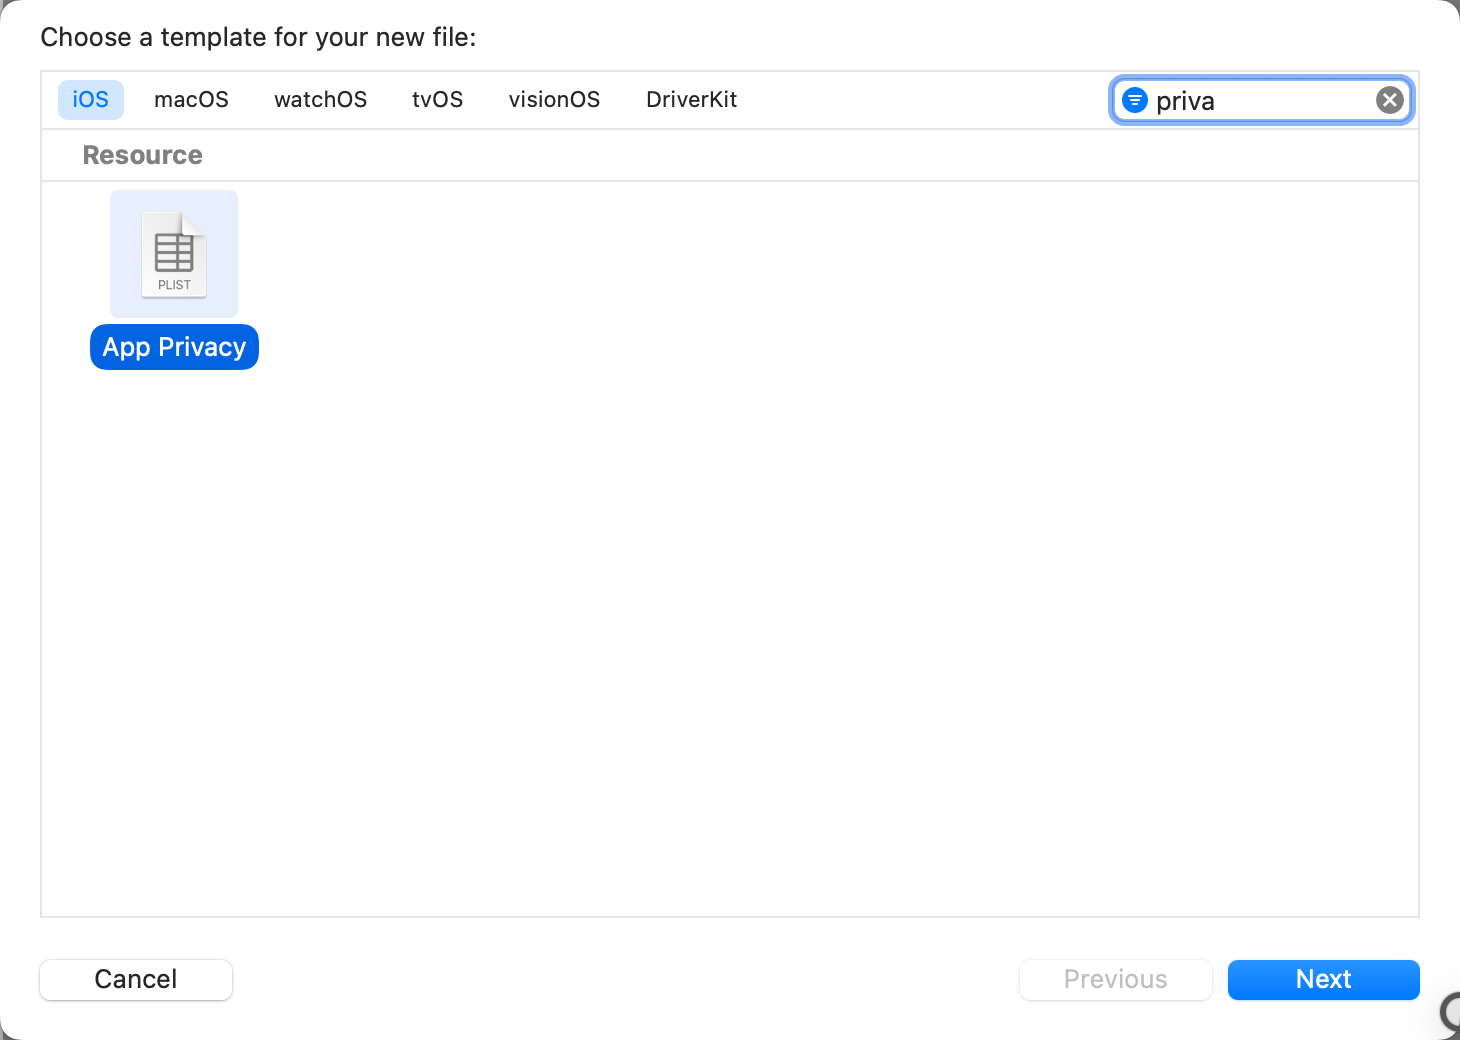 Choose a template for your new file:
iOS macOS watchOS tvOS visionOS DriverKit priva
Resource
PLIST
App Privacy
Cancel Previous Next